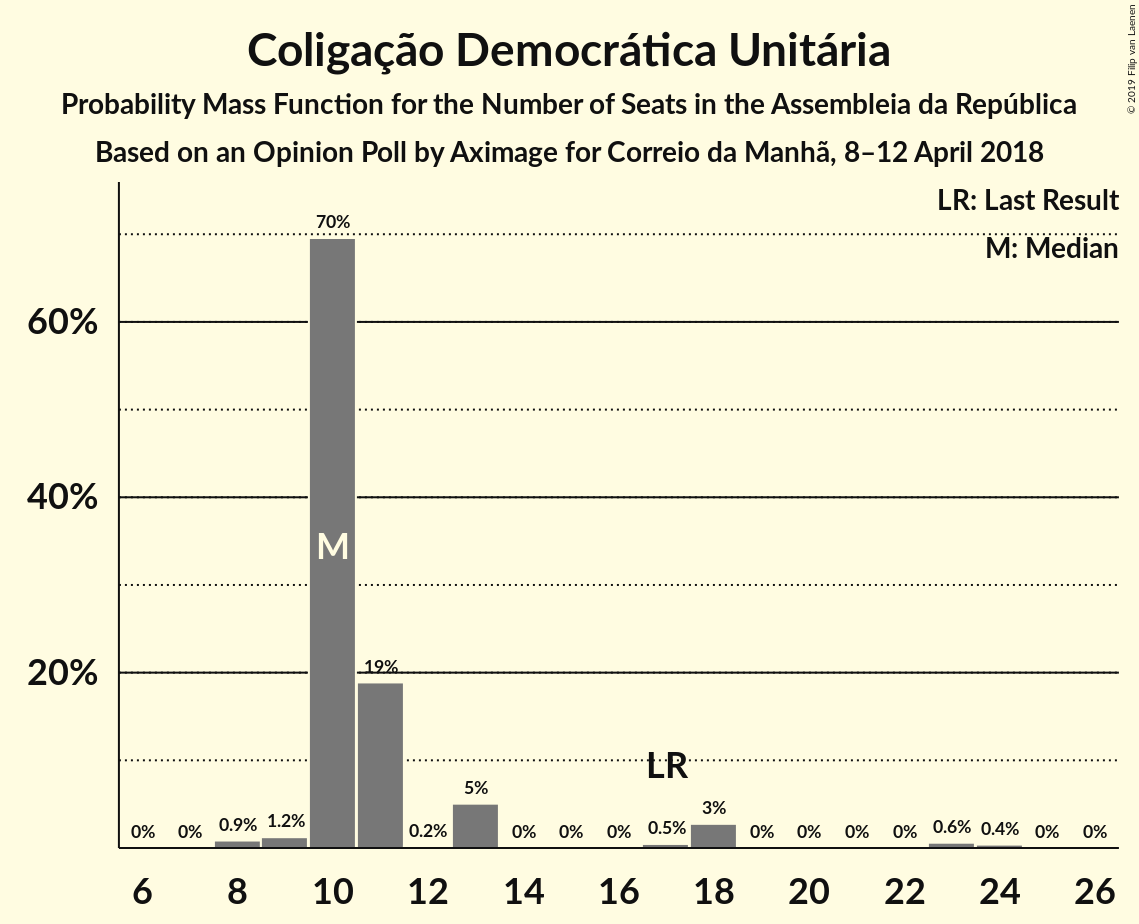 Coligação Democrática Unitária
Probability Mass Function for the Number of Seats in the Assembleia da República
Based on an Opinion Poll by Aximage for Correio da Manhã, 8–12 April 2018
© 2019 Filip van Laenen
LR: Last Result
M: Median
60%
40%
20%
0% 0% 0.9% 1.2% 70% 19% 0.2% 5% 0% 0% 0% 0.5% 3% 0% 0% 0% 0% 0.6% 0.4% 0% 0%
M
LR
6 8 10 12 14 16 18 20 22 24 26